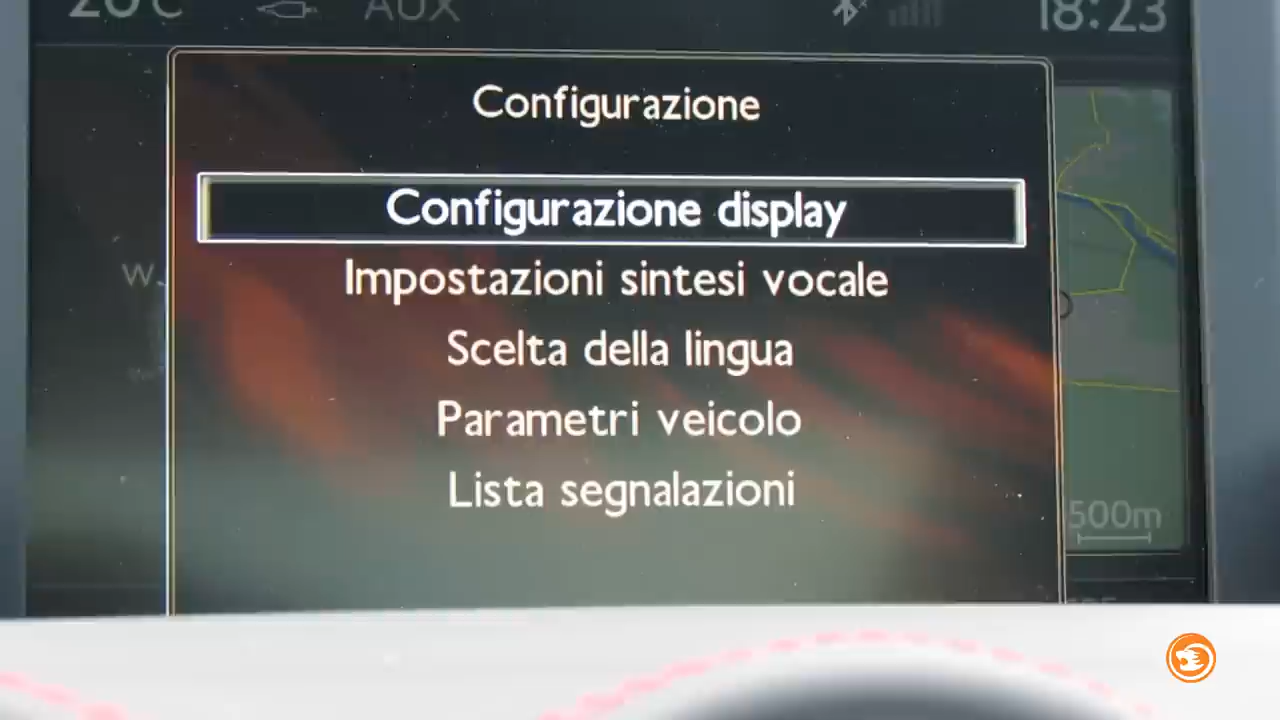 20°C AUX 18:23
Configurazione
Configurazione display
Impostazioni sintesi vocale
Scelta della lingua
Parametri veicolo
Lista segnalazioni
500m